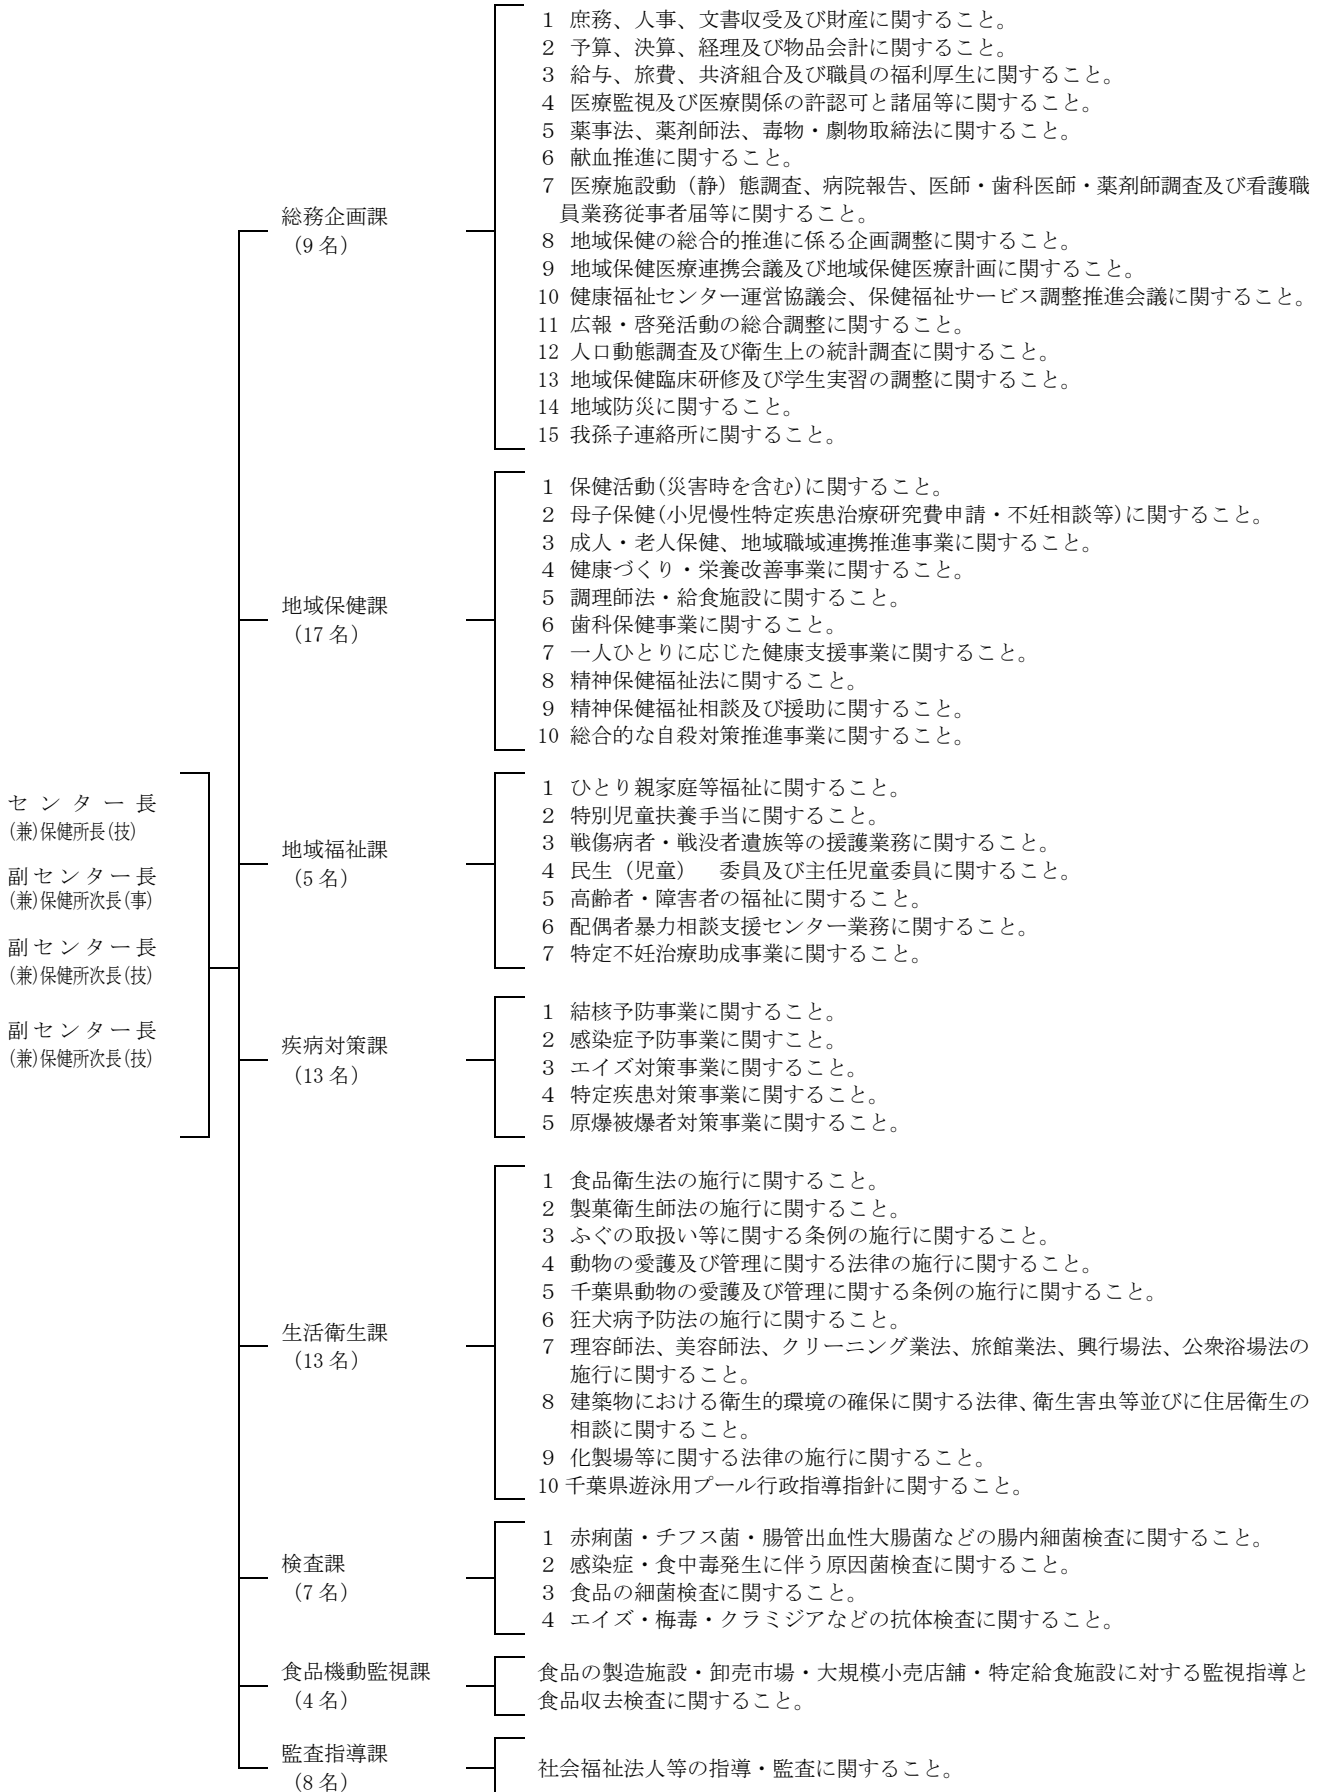 センター長
(兼)保健所長(技)
副センター長
(兼)保健所次長(事)
副センター長
(兼)保健所次長(技)
副センター長
(兼)保健所次長(技)
総務企画課
(9名)
1 庶務、人事、文書収受及び財産に関すること。
2 予算、決算、経理及び物品会計に関すること。
3 給与、旅費、共済組合及び職員の福利厚生に関すること。
4 医療監視及び医療関係の許認可と諸届等に関すること。
5 薬事法、薬剤師法、毒物・劇物取締法に関すること。
6 献血推進に関すること。
7 医療施設動（静）態調査、病院報告、医師・歯科医師・薬剤師調査及び看護職
員業務従事者届等に関すること。
8 地域保健の総合的推進に係る企画調整に関すること。
9 地域保健医療連携会議及び地域保健医療計画に関すること。
10 健康福祉センター運営協議会、保健福祉サービス調整推進会議に関すること。
11 広報・啓発活動の総合調整に関すること。
12 人口動態調査及び衛生上の統計調査に関すること。
13 地域保健臨床研修及び学生実習の調整に関すること。
14 地域防災に関すること。
15 我孫子連絡所に関すること。
地域保健課
(17名)
1 保健活動(災害時を含む)に関すること。
2 母子保健(小児慢性特定疾患治療研究費申請・不妊相談等)に関すること。
3 成人・老人保健、地域職域連携推進事業に関すること。
4 健康づくり・栄養改善事業に関すること。
5 調理師法・給食施設に関すること。
6 歯科保健事業に関すること。
7 一人ひとりに応じた健康支援事業に関すること。
8 精神保健福祉法に関すること。
9 精神保健福祉相談及び援助に関すること。
10 総合的な自殺対策推進事業に関すること。
地域福祉課
(5名)
1 ひとり親家庭等福祉に関すること。
2 特別児童扶養手当に関すること。
3 戦傷病者・戦没者遺族等の援護業務に関すること。
4 民生（児童） 委員及び主任児童委員に関すること。
5 高齢者・障害者の福祉に関すること。
6 配偶者暴力相談支援センター業務に関すること。
7 特定不妊治療助成事業に関すること。
疾病対策課
(13名)
1 結核予防事業に関すること。
2 感染症予防事業に関すこと。
3 エイズ対策事業に関すること。
4 特定疾患対策事業に関すること。
5 原爆被爆者対策事業に関すること。
生活衛生課
(13名)
1 食品衛生法の施行に関すること。
2 製菓衛生師法の施行に関すること。
3 ふぐの取扱い等に関する条例の施行に関すること。
4 動物の愛護及び管理に関する法律の施行に関すること。
5 千葉県動物の愛護及び管理に関する条例の施行に関すること。
6 狂犬病予防法の施行に関すること。
7 理容師法、美容師法、クリーニング業法、旅館業法、興行場法、公衆浴場法の
施行に関すること。
8 建築物における衛生的環境の確保に関する法律、衛生害虫等並びに住居衛生の
相談に関すること。
9 化製場等に関する法律の施行に関すること。
10 千葉県遊泳用プール行政指導指針に関すること。
検査課
(7名)
1 赤痢菌・チフス菌・腸管出血性大腸菌などの腸内細菌検査に関すること。
2 感染症・食中毒発生に伴う原因菌検査に関すること。
3 食品の細菌検査に関すること。
4 エイズ・梅毒・クラミジアなどの抗体検査に関すること。
食品機動監視課
(4名)
食品の製造施設・卸売市場・大規模小売店舗・特定給食施設に対する監視指導と
食品収去検査に関すること。
監査指導課
(8名)
社会福祉法人等の指導・監査に関すること。